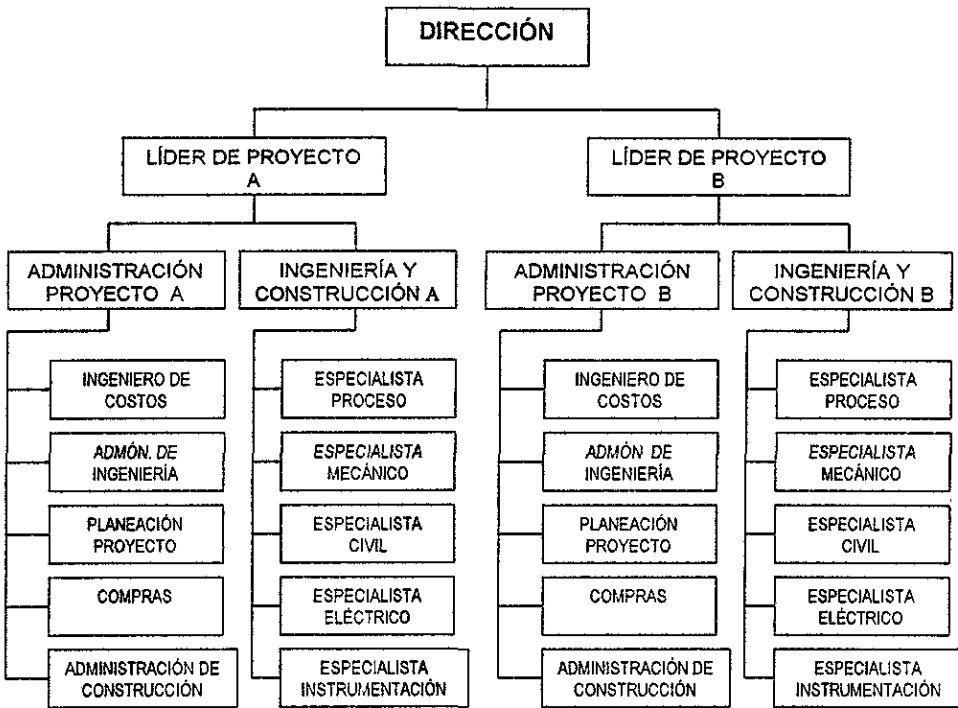 DIRECCIÓN
LÍDER DE PROYECTO
A
LÍDER DE PROYECTO
B
ADMINISTRACIÓN
PROYECTO A
INGENIERÍA Y
CONSTRUCCIÓN A
ADMINISTRACIÓN
PROYECTO B
INGENIERÍA Y
CONSTRUCCIÓN B
INGENIERO DE
COSTOS
ADMÓN. DE
INGENIERÍA
PLANEACIÓN
PROYECTO
COMPRAS
ADMINISTRACIÓN DE
CONSTRUCCIÓN
ESPECIALISTA
PROCESO
ESPECIALISTA
MECÁNICO
ESPECIALISTA
CIVIL
ESPECIALISTA
ELÉCTRICO
ESPECIALISTA
INSTRUMENTACIÓN
INGENIERO DE
COSTOS
ADMÓN DE
INGENIERÍA
PLANEACIÓN
PROYECTO
COMPRAS
ADMINISTRACIÓN DE
CONSTRUCCIÓN
ESPECIALISTA
PROCESO
ESPECIALISTA
MECÁNICO
ESPECIALISTA
CIVIL
ESPECIALISTA
ELÉCTRICO
ESPECIALISTA
INSTRUMENTACIÓN